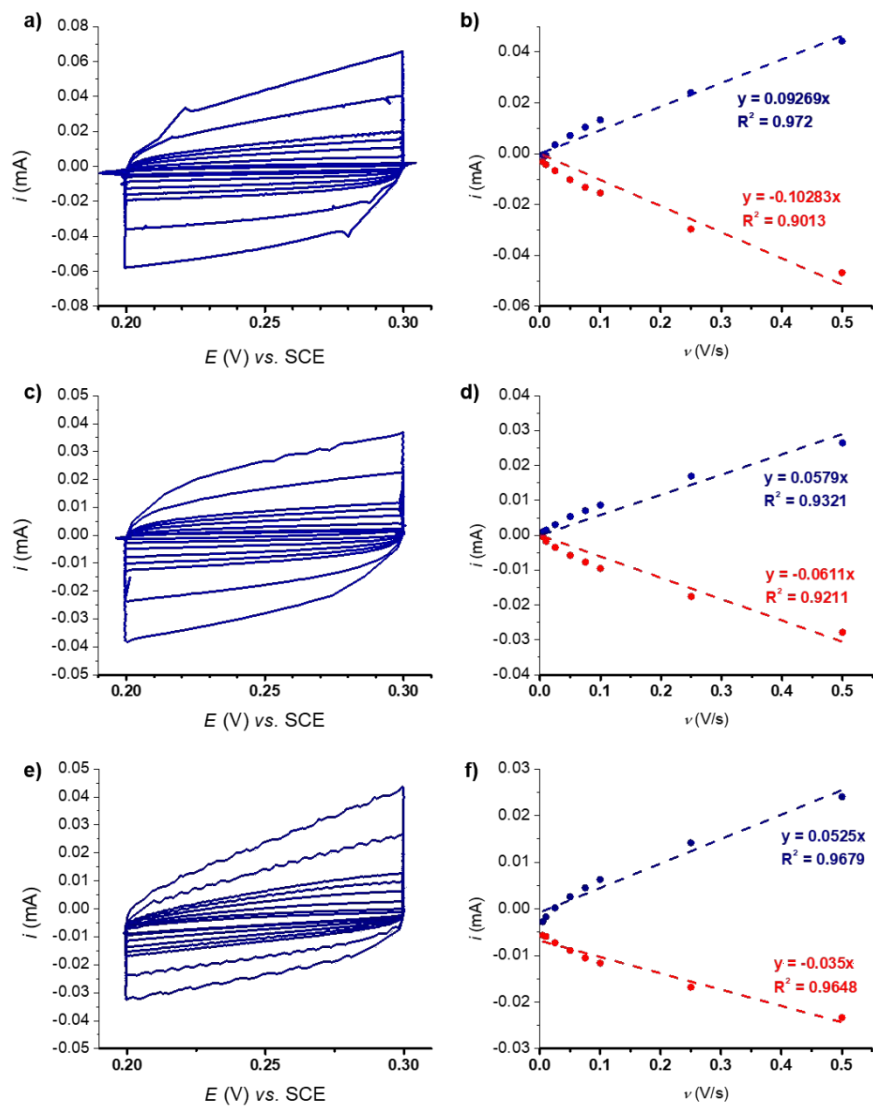 a)
0.08
0.06
0.04
0.02
0.00
-0.02
-0.04
-0.06
0.08
i (mA)
0.20
0.25
0.30
E (V) vs. SCE
b)
0.04
0.02
0.00
-0.02
-0.04
-0.06
i (mA)
y = 0.09269x
R² = 0.972
y = -0.10283x
R² = 0.9013
0.0
0.1
0.2
0.3
0.4
0.5
ν (V/s)
c)
0.05
0.04
0.03
0.02
0.01
0.00
-0.01
-0.02
-0.03
-0.04
-0.05
i (mA)
0.20
0.25
0.30
E (V) vs. SCE
d)
0.04
0.03
0.02
0.01
0.00
-0.01
-0.02
-0.03
-0.04
i (mA)
y = 0.0579x
R² = 0.9321
y = -0.0611x
R² = 0.9211
0.0
0.1
0.2
0.3
0.4
0.5
ν (V/s)
e)
0.05
0.04
0.03
0.02
0.01
0.00
-0.01
-0.02
-0.03
-0.04
0.05
i (mA)
0.20
0.25
0.30
E (V) vs. SCE
f)
0.03
0.02
0.01
0.00
-0.01
-0.02
-0.03
i (mA)
y = 0.0525x
R² = 0.9679
y = -0.035x
R² = 0.9648
0.0
0.1
0.2
0.3
0.4
0.5
ν (V/s)